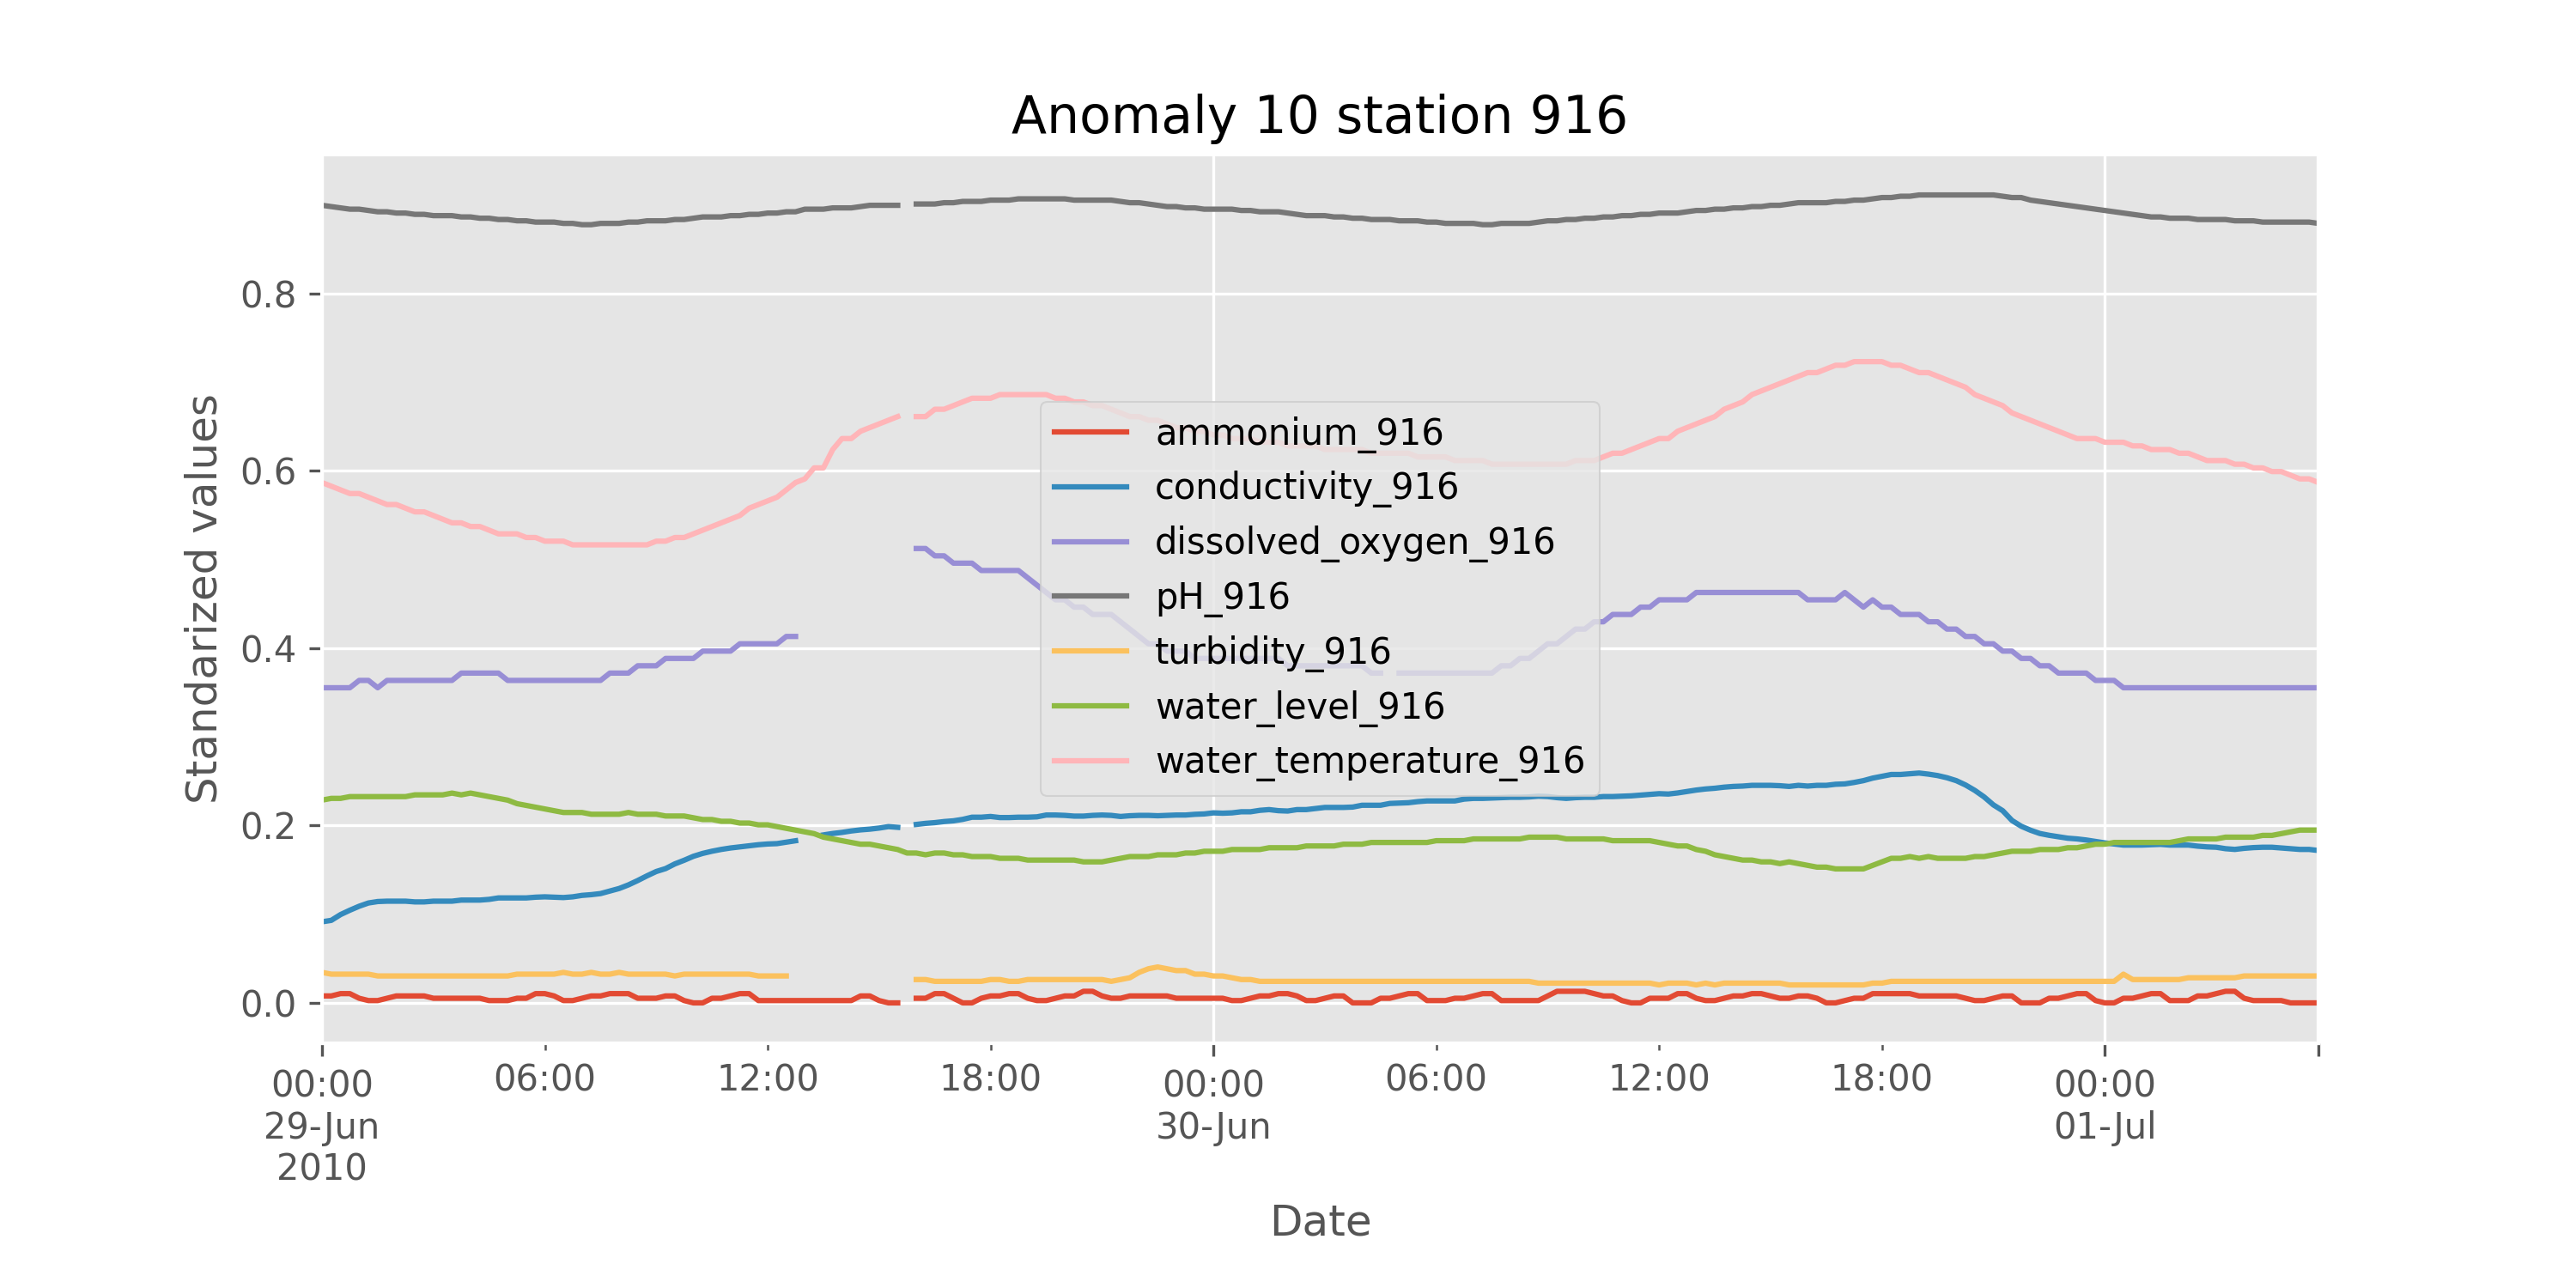 Anomaly 10 station 916
Standarized values
0.8
0.6
0.4
0.2
0.0
ammonium_916
conductivity_916
dissolved_oxygen_916
pH_916
turbidity_916
water_level_916
water_temperature_916
00:00 06:00 12:00 18:00 00:00 06:00 12:00 18:00 00:00
29-Jun 30-Jun 01-Jul
2010
Date